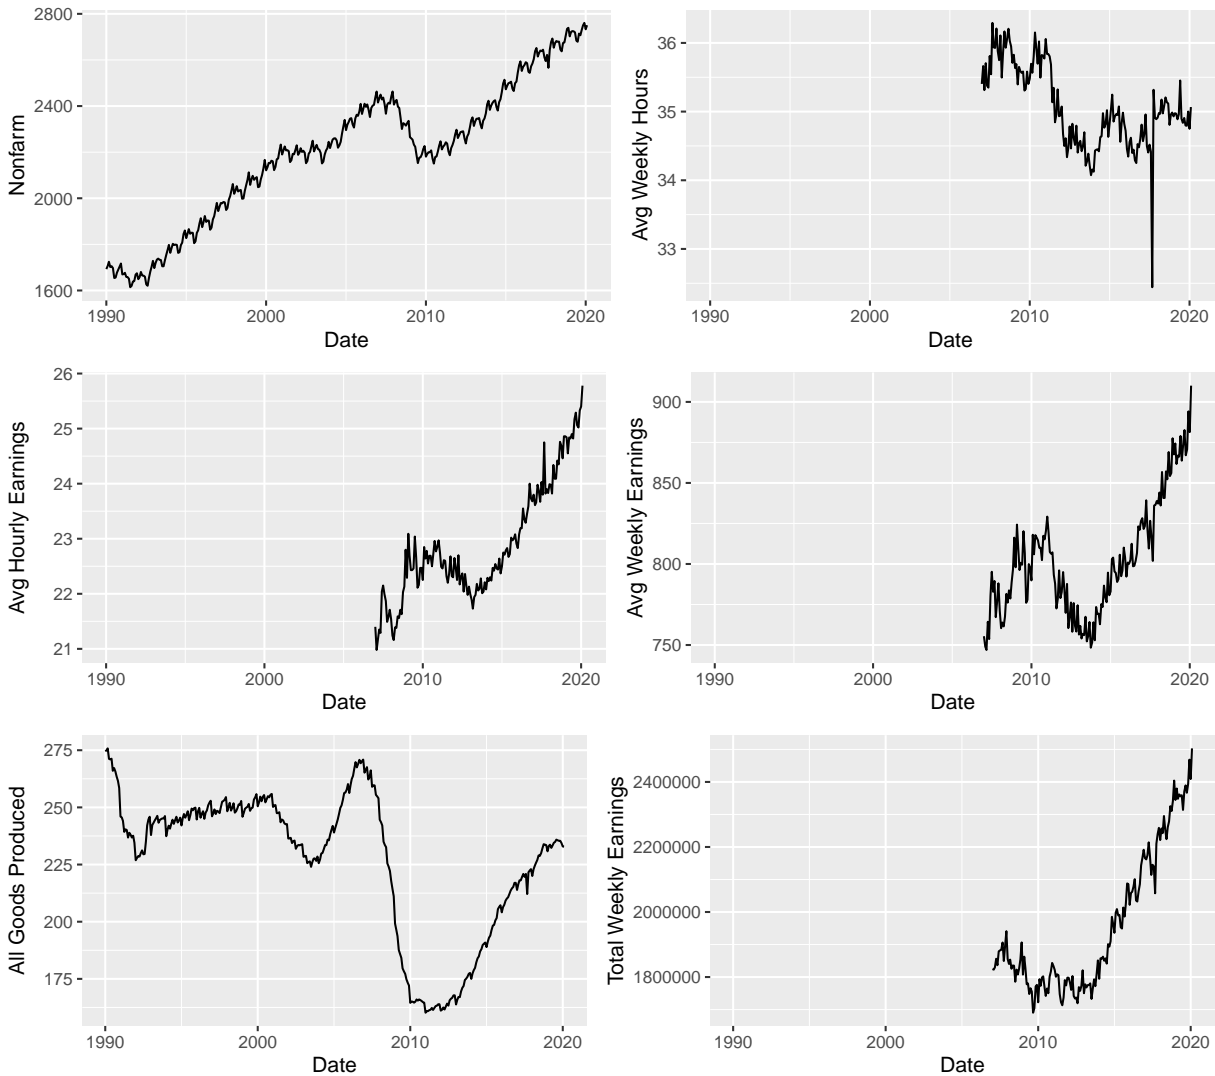 Nonfarm
2800
2400
2000
1600
1990 2000 2010 2020
Date
Avg Weekly Hours
36
35
34
33
1990 2000 2010 2020
Date
Avg Hourly Earnings
26
25
24
23
22
21
1990 2000 2010 2020
Date
Avg Weekly Earnings
900
850
800
750
1990 2000 2010 2020
Date
All Goods Produced
275
250
225
200
175
1990 2000 2010 2020
Date
Total Weekly Earnings
2400000
2200000
2000000
1800000
1990 2000 2010 2020
Date